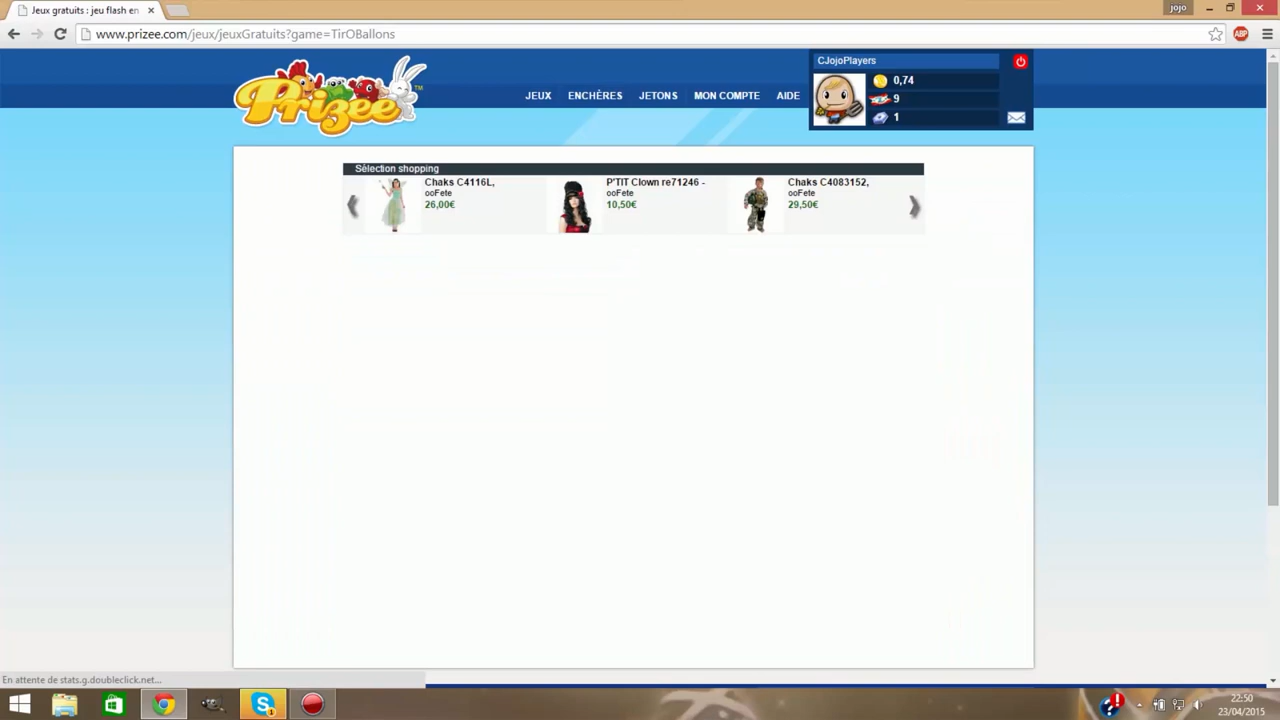 Jeux gratuits : jeu flash en
jojo
www.prizee.com/jeux/jeuxGratuits?game=TirOBallons
ABP
Prizee™
JEUX ENCHÈRES JETONS MON COMPTE AIDE
CJojoPlayers
0,74
9
1
Sélection shopping
Chaks C4116L,
ooFete
26,00€
P'TIT Clown re71246 -
ooFete
10,50€
Chaks C4083152,
ooFete
29,50€
En attente de stats.g.doubleclick.net...
22:50
23/04/2015